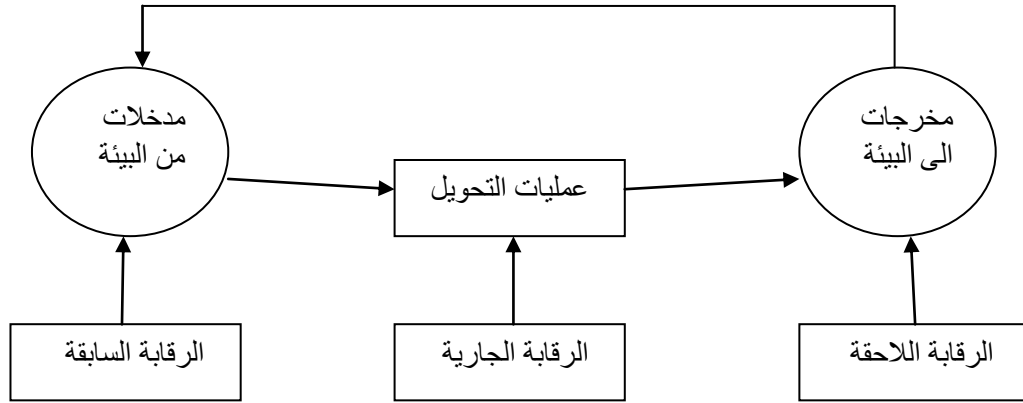 مدخلات
من البيئة
عمليات التحويل
مخرجات
الى البيئة
الرقابة السابقة
الرقابة الجارية
الرقابة اللاحقة